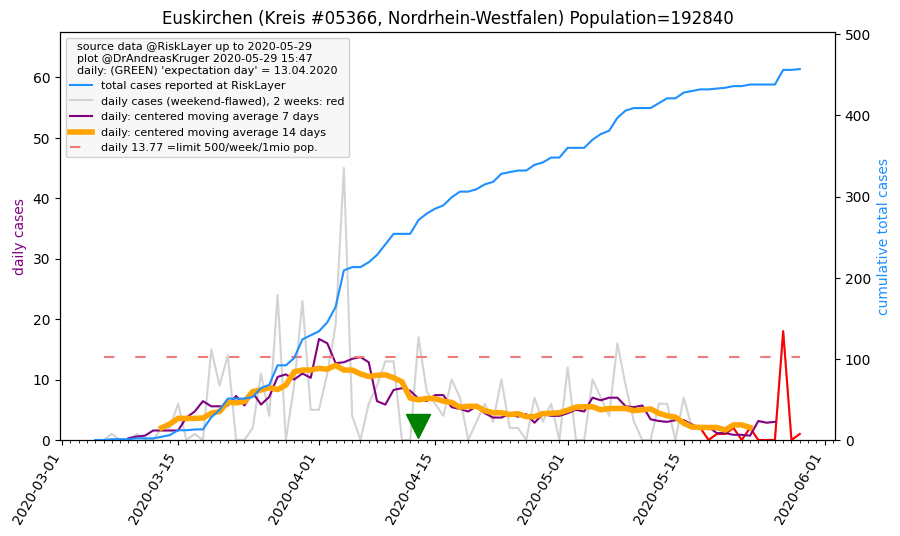 Euskirchen (Kreis #05366, Nordrhein-Westfalen) Population=192840
source data @RiskLayer up to 2020-05-29
plot @DrAndreasKruger 2020-05-29 15:47
daily: (GREEN) 'expectation day' = 13.04.2020
total cases reported at RiskLayer
daily cases (weekend-flawed), 2 weeks: red
daily: centered moving average 7 days
daily: centered moving average 14 days
daily 13.77 =limit 500/week/1mio pop.
daily cases
60
50
40
30
20
10
0
cumulative total cases
500
400
300
200
100
0
2020-03-01
2020-03-15
2020-04-01
2020-04-15
2020-05-01
2020-05-15
2020-06-01